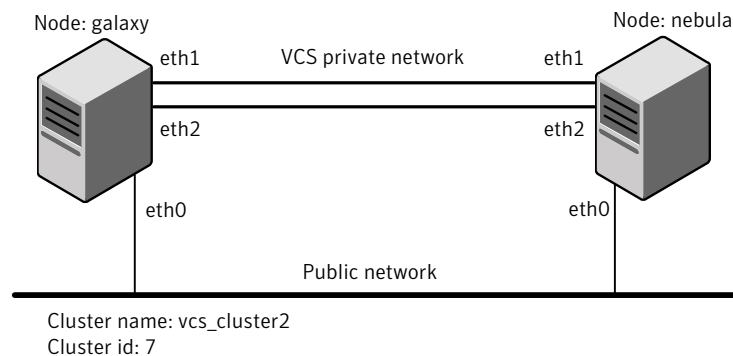 Node: galaxy
Node: nebula
eth1
VCS private network
eth1
eth2
eth2
eth0
eth0
Public network
Cluster name: vcs_cluster2
Cluster id: 7